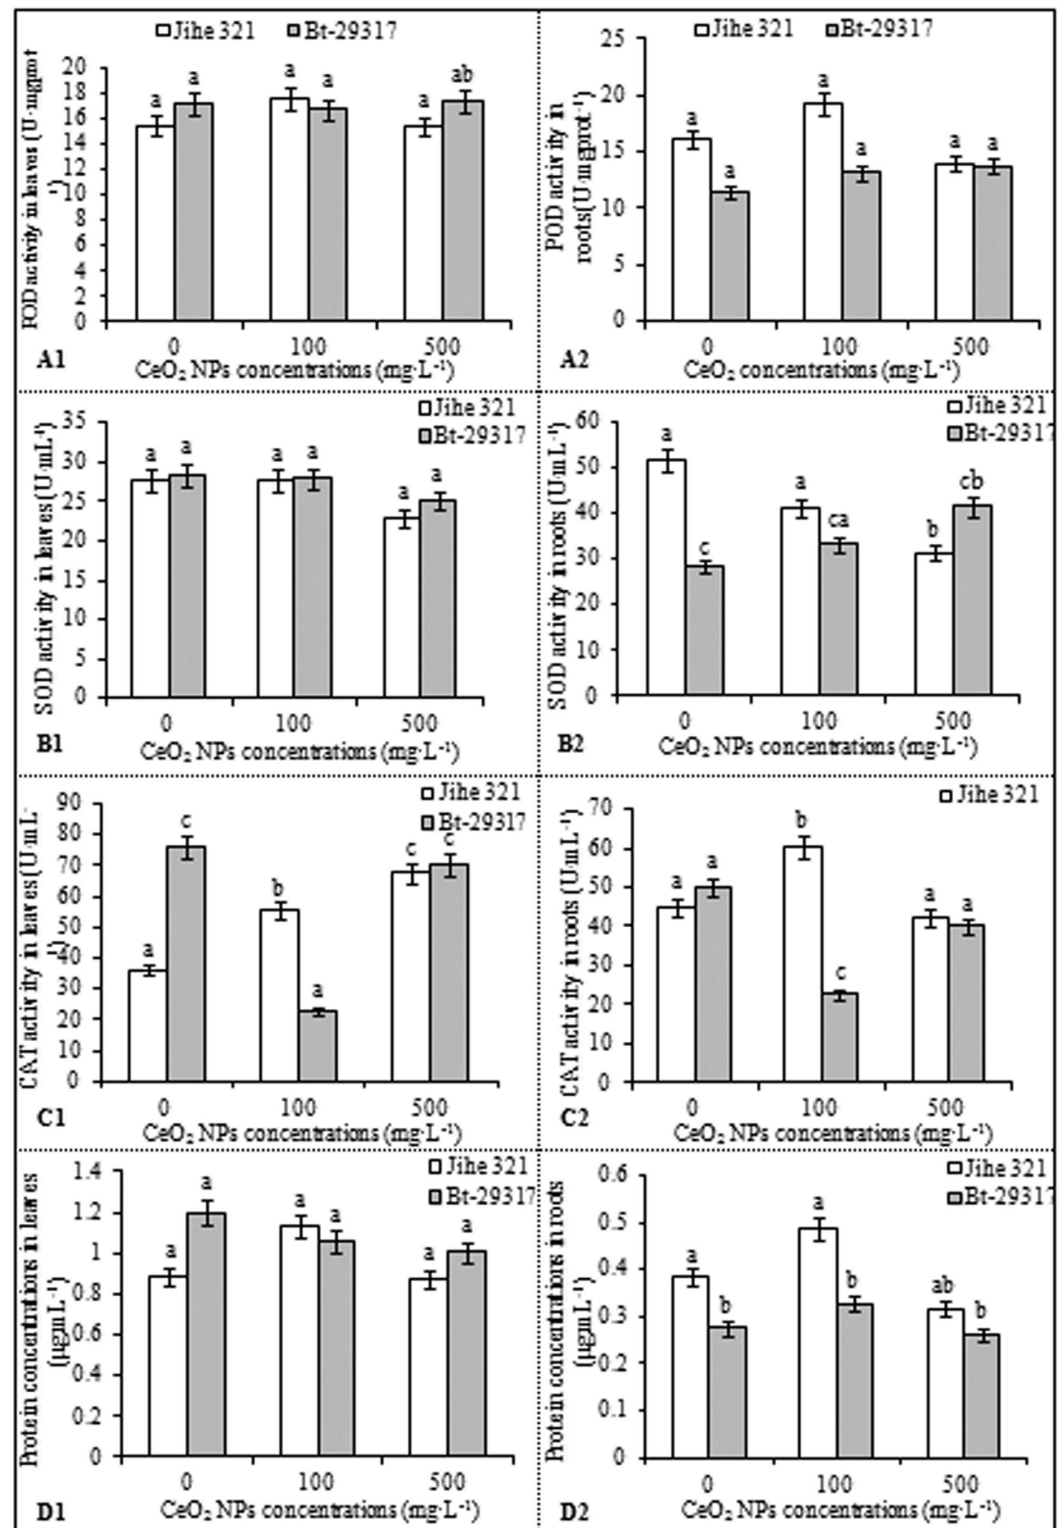 □Jihe 321 ■Bt-29317
POD activity in leaves (U·mgprot
⁻¹)
20
18
16
14
12
10
8
6
4
2
0
a a a a a ab
0 100 500
A1
CeO₂ NPs concentrations (mg·L⁻¹)
□Jihe 321 ■Bt-29317
POD activity in
roots(U·mgprot⁻¹)
25
20
15
10
5
0
a a a a a a
0 100 500
A2
CeO₂ concentrations (mg·L⁻¹)
□Jihe 321
■Bt-29317
SOD activity in leaves(U·mL⁻¹)
35
30
25
20
15
10
5
0
a a a a a a
0 100 500
B1
CeO₂ NPs concentrations (mg·L⁻¹)
□Jihe 321
■Bt-29317
SOD activity in roots (U·mL⁻¹)
60
50
40
30
20
10
0
a c a ca b cb
0 100 500
B2
CeO₂ NPs concentrations (mg·L⁻¹)
□Jihe 321
■Bt-29317
CAT activity in leaves(U·mL⁻
¹)
90
80
70
60
50
40
30
20
10
0
a c b a c c
0 100 500
C1
CeO₂ NPs concentrations (mg·L⁻¹)
□Jihe 321
CAT activity in roots (U·mL⁻¹)
70
60
50
40
30
20
10
0
a a b c a a
0 100 500
C2
CeO₂ NPs concentrations (mg·L⁻¹)
□Jihe 321
■Bt-29317
Protein concentrations in leaves
(μg·mL⁻¹)
1.4
1.2
1
0.8
0.6
0.4
0.2
0
a a a a a a
0 100 500
CeO₂ NPs concentrations (mg·L⁻¹)
D1
□Jihe 321
■Bt-29317
Protein concentrations in roots
(μg·mL⁻¹)
0.6
0.5
0.4
0.3
0.2
0.1
0
a b a b ab b
0 100 500
CeO₂ NPs concentrations (mg·L⁻¹)
D2